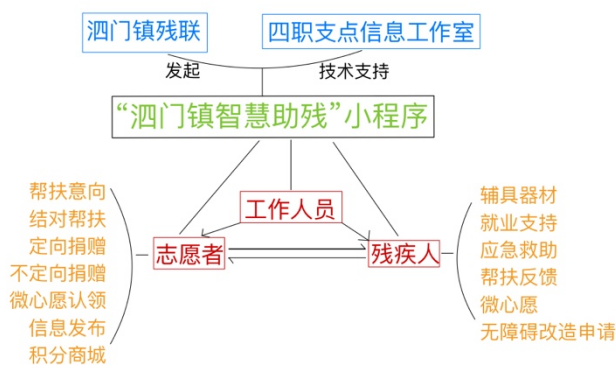 泗门镇残联
四职支点信息工作室
发起
技术支持
“泗门镇智慧助残”小程序
工作人员
志愿者
残疾人
帮扶意向
结对帮扶
定向捐赠
不定向捐赠
微心愿认领
信息发布
积分商城
辅具器材
就业支持
应急救助
帮扶反馈
微心愿
无障碍改造申请